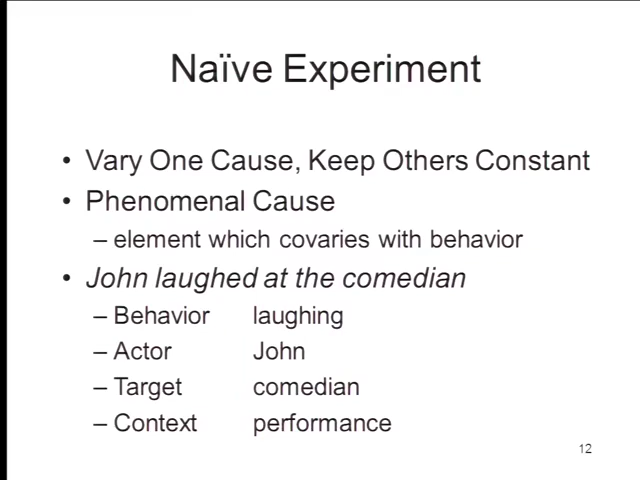 Naïve Experiment
• Vary One Cause, Keep Others Constant
• Phenomenal Cause
– element which covaries with behavior
• John laughed at the comedian
– Behavior laughing
– Actor John
– Target comedian
– Context performance
12